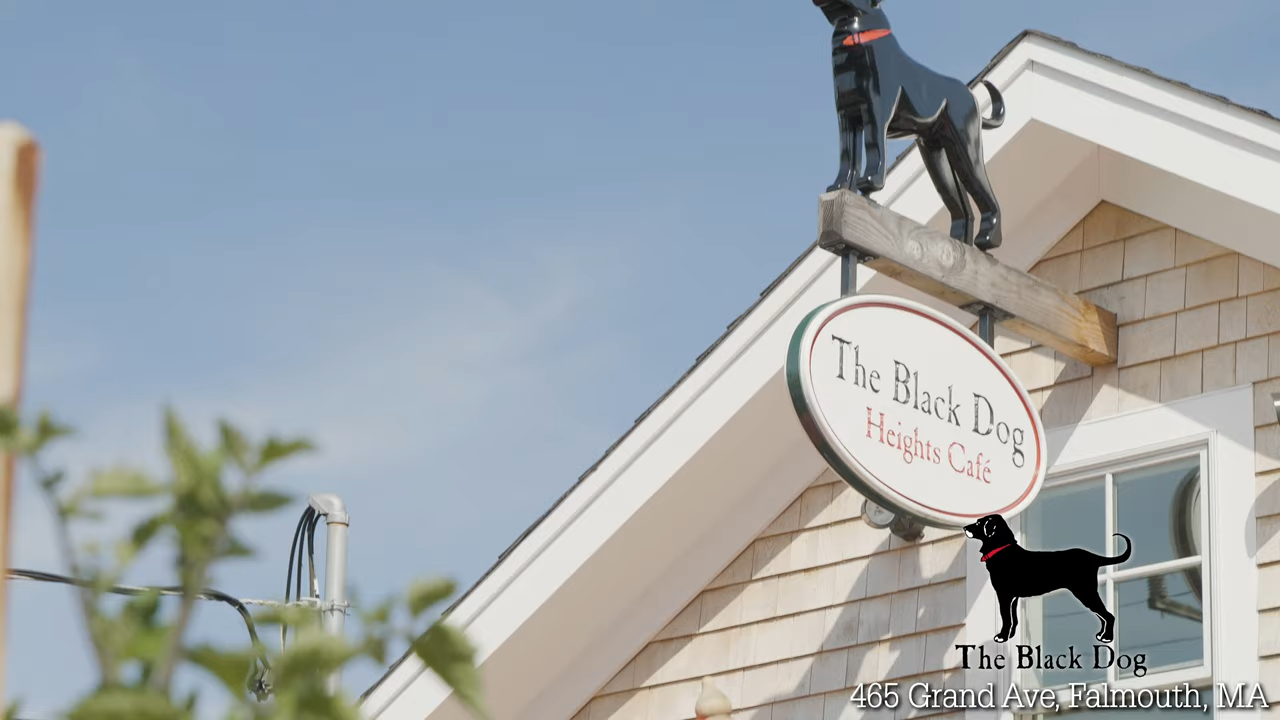 The Black Dog
Heights Café
The Black Dog
465 Grand Ave, Falmouth, MA